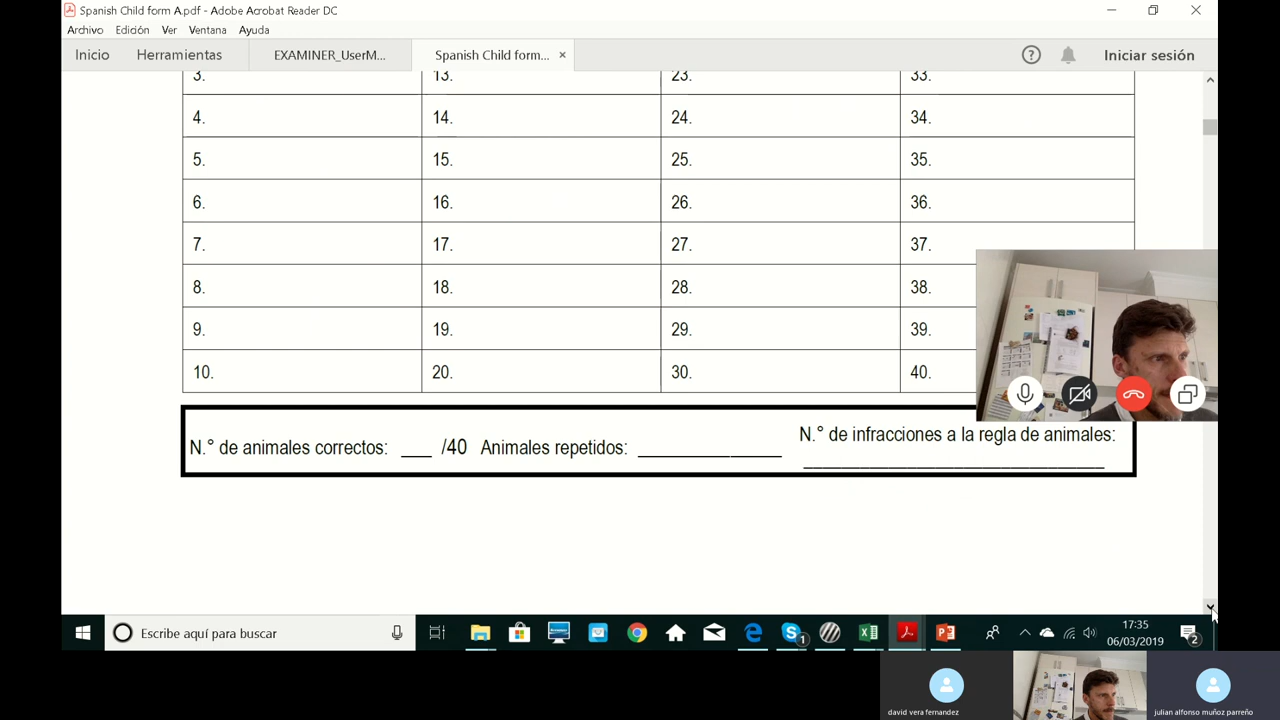 Spanish Child form A.pdf - Adobe Acrobat Reader DC
Archivo Edición Ver Ventana Ayuda
Inicio Herramientas EXAMINER_UserM... Spanish Child form... × Iniciar sesión
3. 13. 23. 33.
4. 14. 24. 34.
5. 15. 25. 35.
6. 16. 26. 36.
7. 17. 27. 37.
8. 18. 28. 38.
9. 19. 29. 39.
10. 20. 30. 40.
N.° de infracciones a la regla de animales:
N.° de animales correctos: ___ /40 Animales repetidos: _______________
Escribe aquí para buscar
1
17:35
06/03/2019
2
david vera fernandez
julian alfonso muñoz parreño